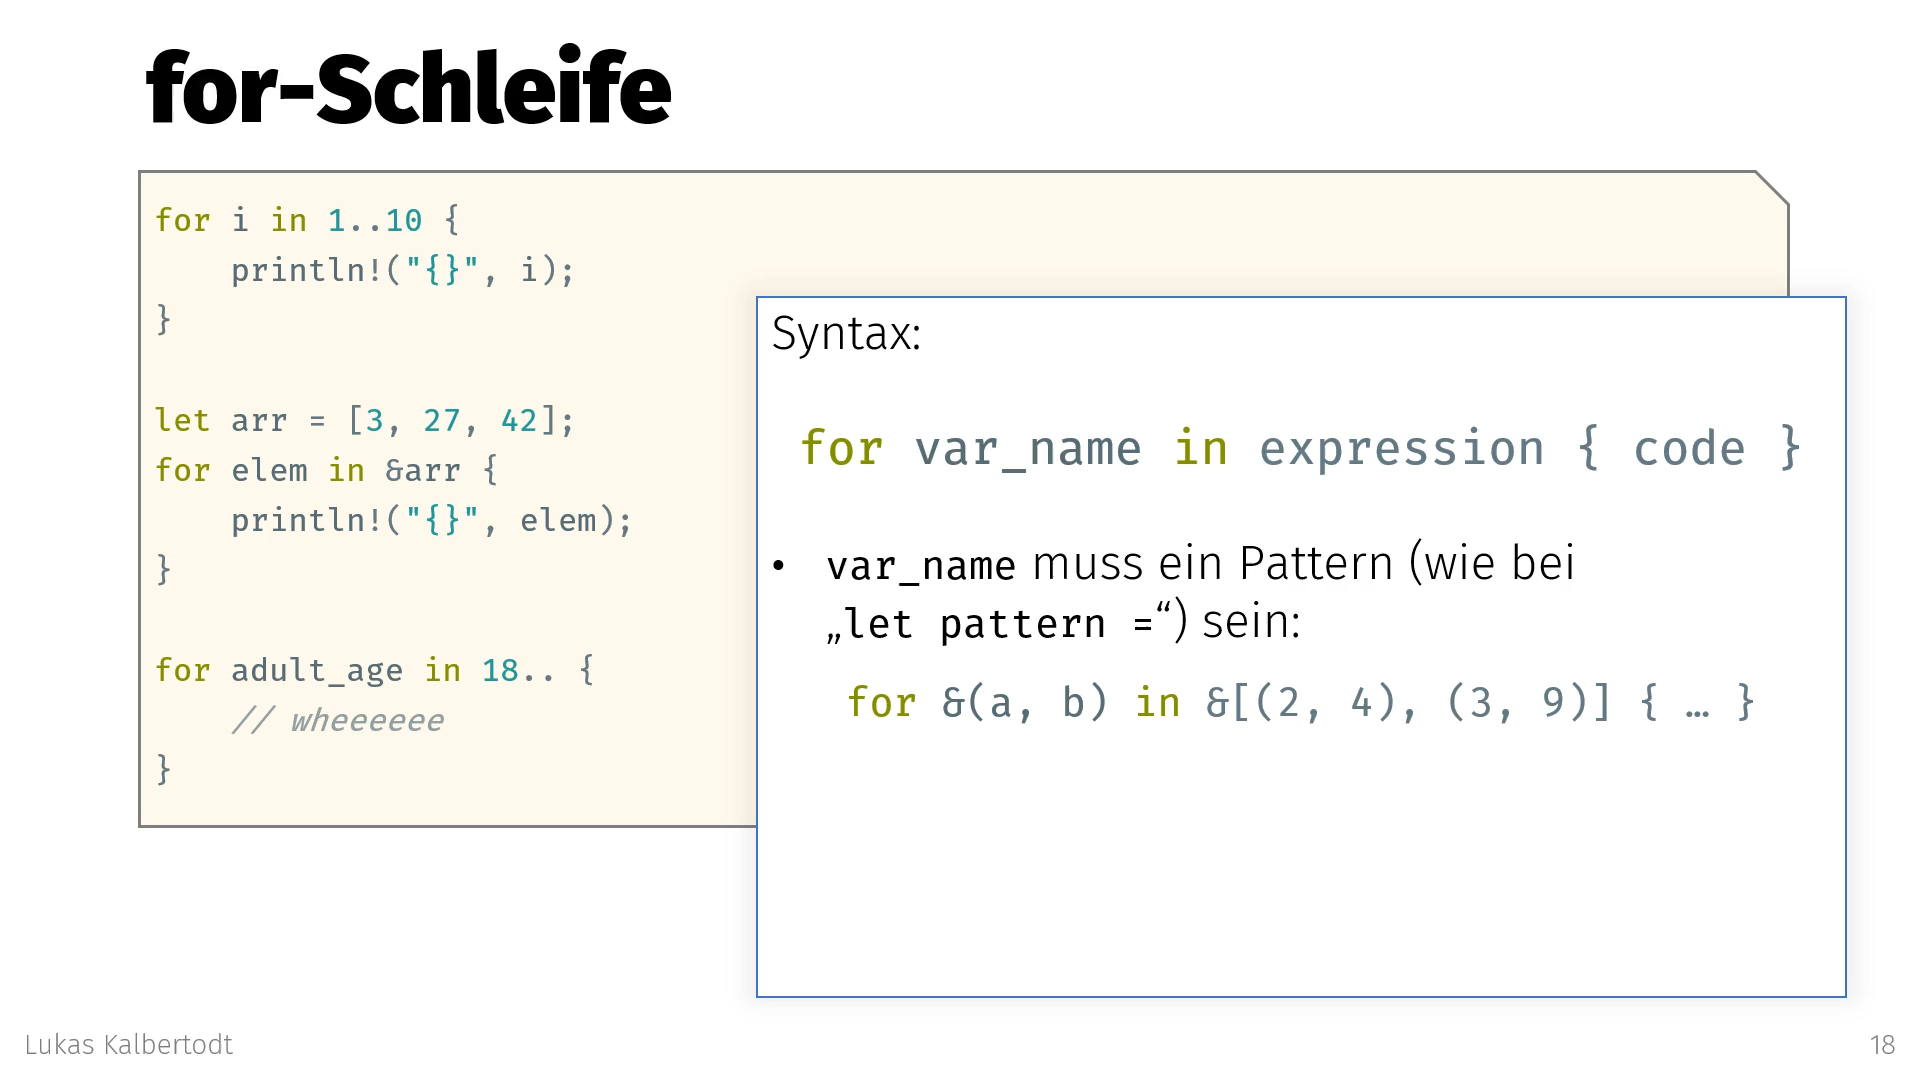 for-Schleife
for i in 1..10 {
    println!("{}", i);
}
let arr = [3, 27, 42];
for elem in &arr {
    println!("{}", elem);
}
for adult_age in 18.. {
    // wheeeeee
}
Syntax:
for var_name in expression { code }
• var_name muss ein Pattern (wie bei
„let pattern =“) sein:
for &(a, b) in &[(2, 4), (3, 9)] { … }
Lukas Kalbertodt
18